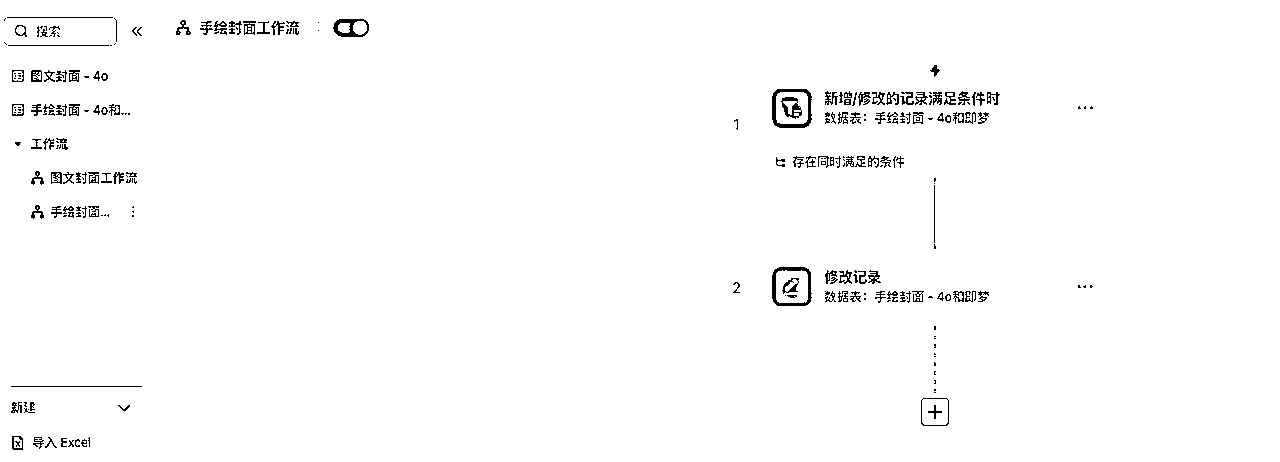 搜索
图文封面 - 4o
手绘封面 - 4o和...
工作流
图文封面工作流
手绘封面...
新建
导入 Excel
手绘封面工作流
1
新增/修改的记录满足条件时
数据表：手绘封面 - 4o和即梦
存在同时满足的条件
2
修改记录
数据表：手绘封面 - 4o和即梦